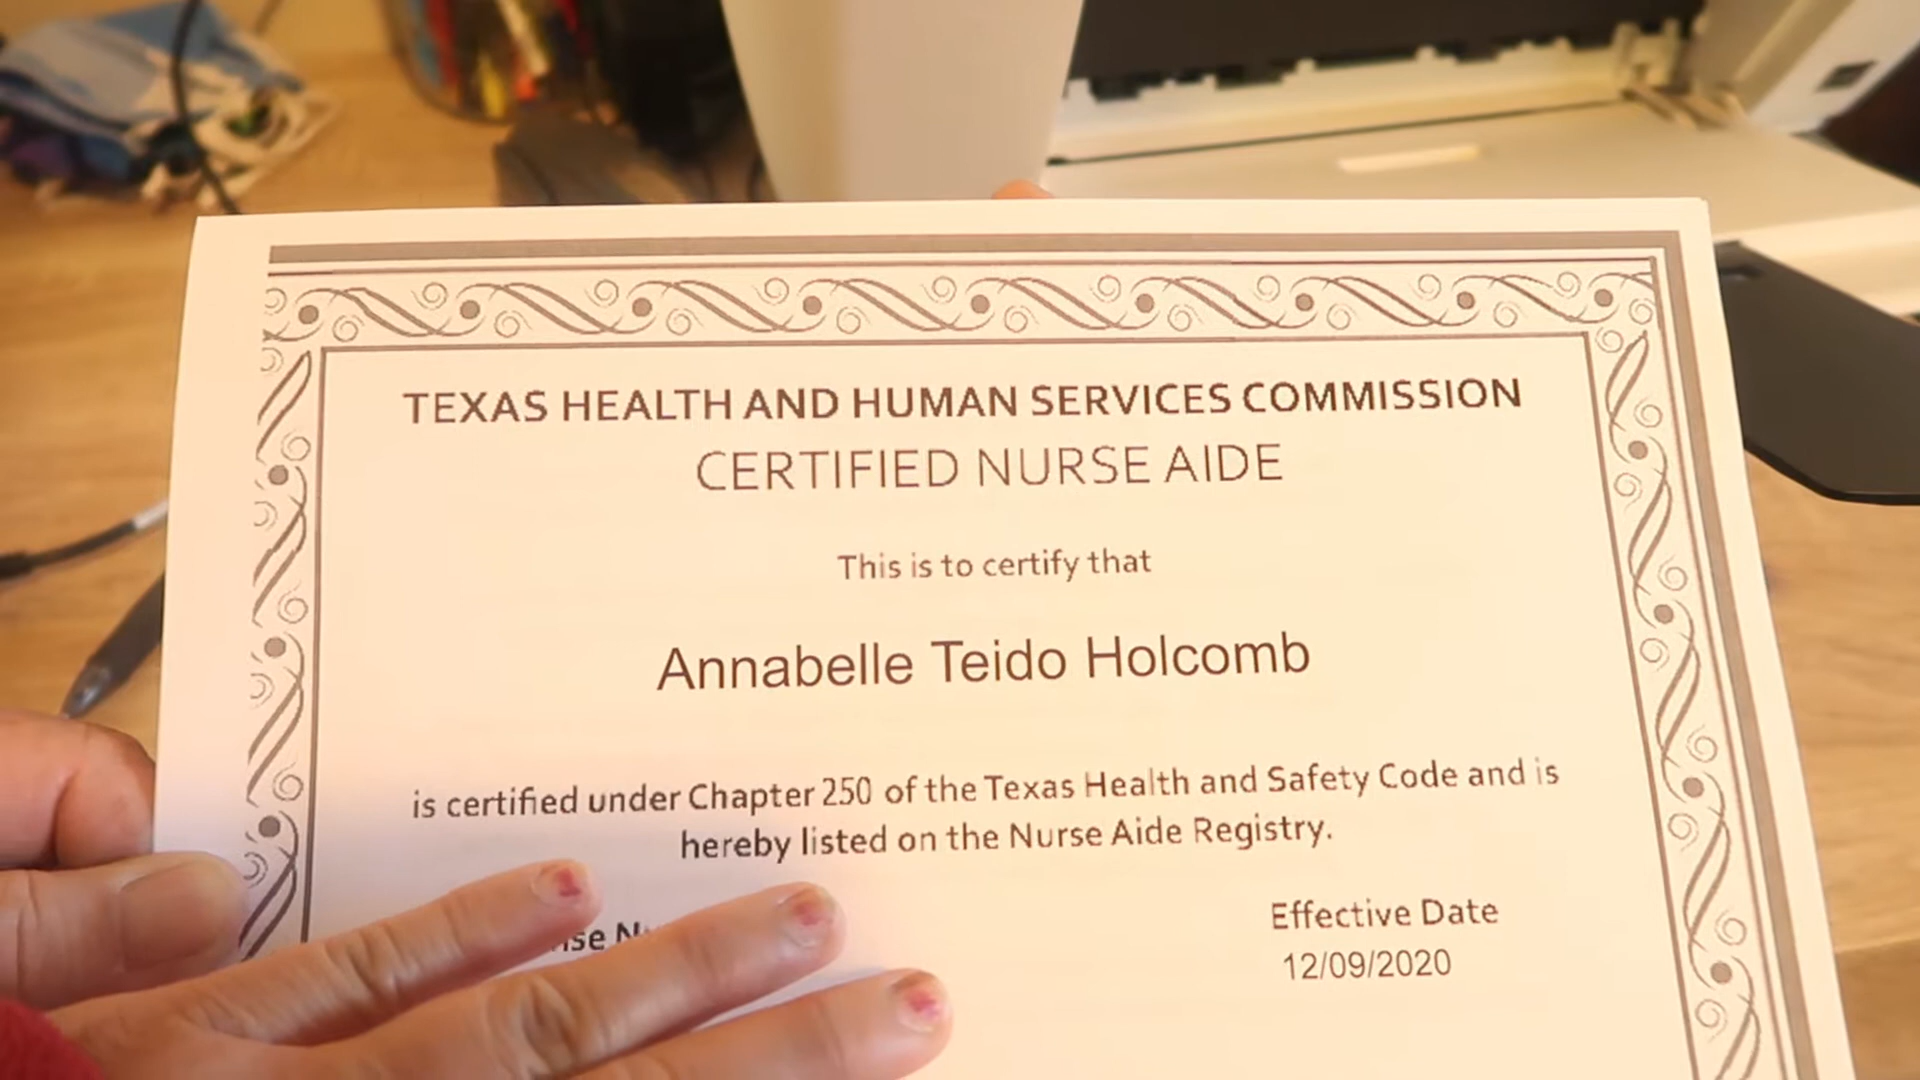 TEXAS HEALTH AND HUMAN SERVICES COMMISSION
CERTIFIED NURSE AIDE
This is to certify that
Annabelle Teido Holcomb
is certified under Chapter 250 of the Texas Health and Safety Code and is
hereby listed on the Nurse Aide Registry.
Effective Date
12/09/2020